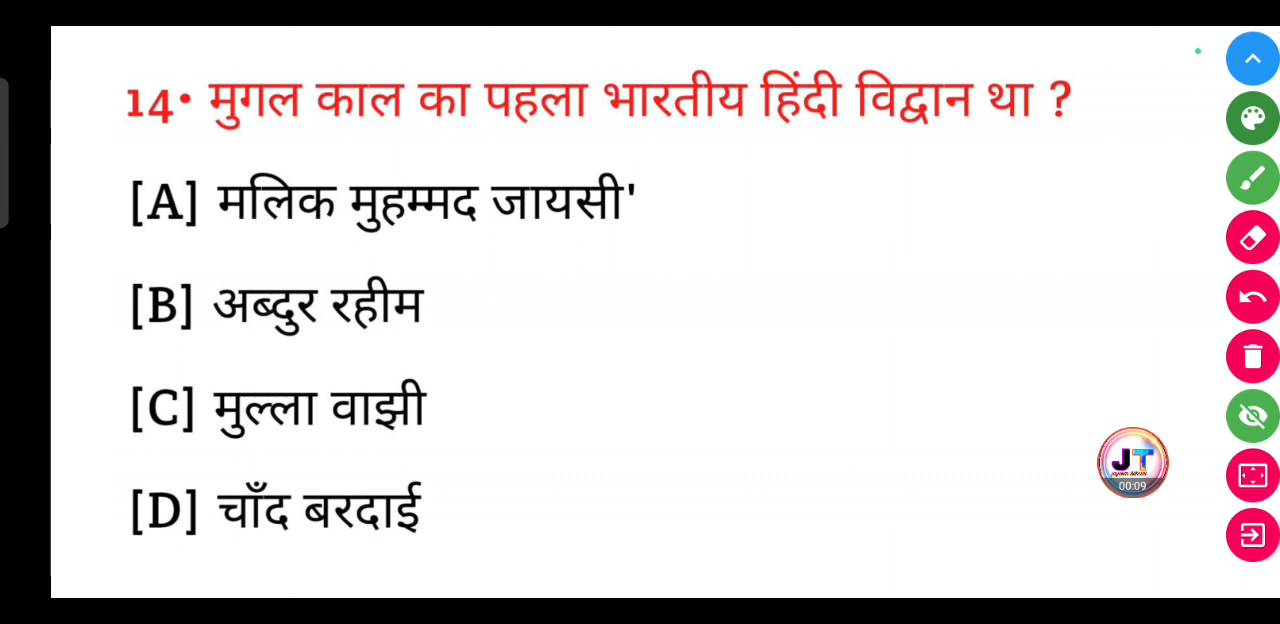 14• मुगल काल का पहला भारतीय हिंदी विद्वान था ?
[A] मलिक मुहम्मद जायसी'
[B] अब्दुर रहीम
[C] मुल्ला वाझी
[D] चाँद बरदाई
JT
00:09